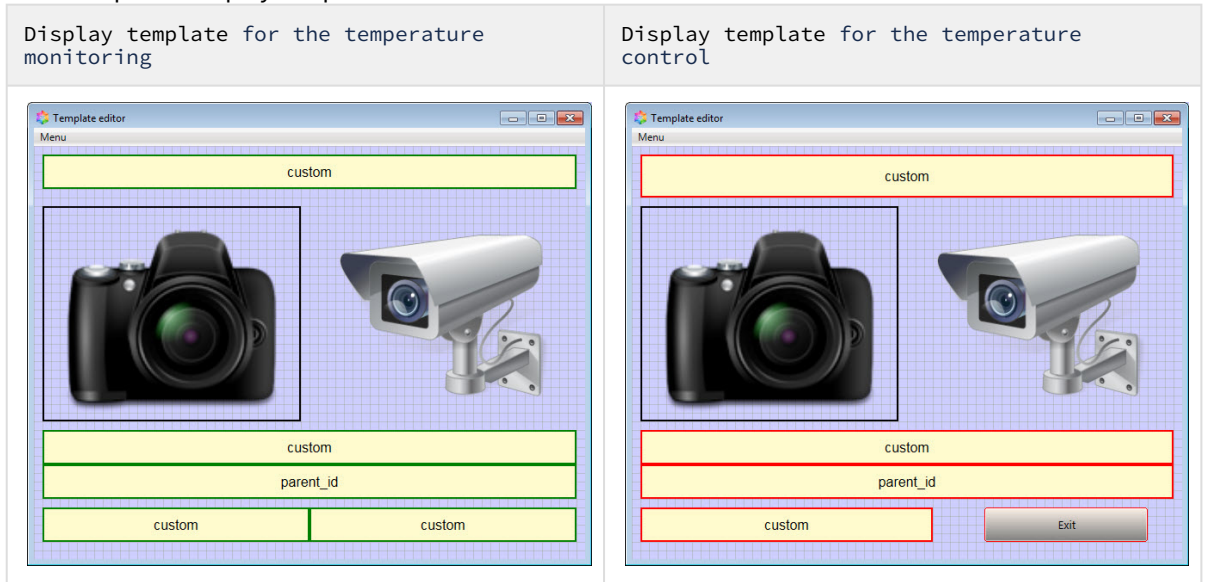 Display template for the temperature
monitoring
Display template for the temperature
control
Template editor
Menu
custom
custom
parent_id
custom
custom
Template editor
Menu
custom
custom
parent_id
custom
Exit